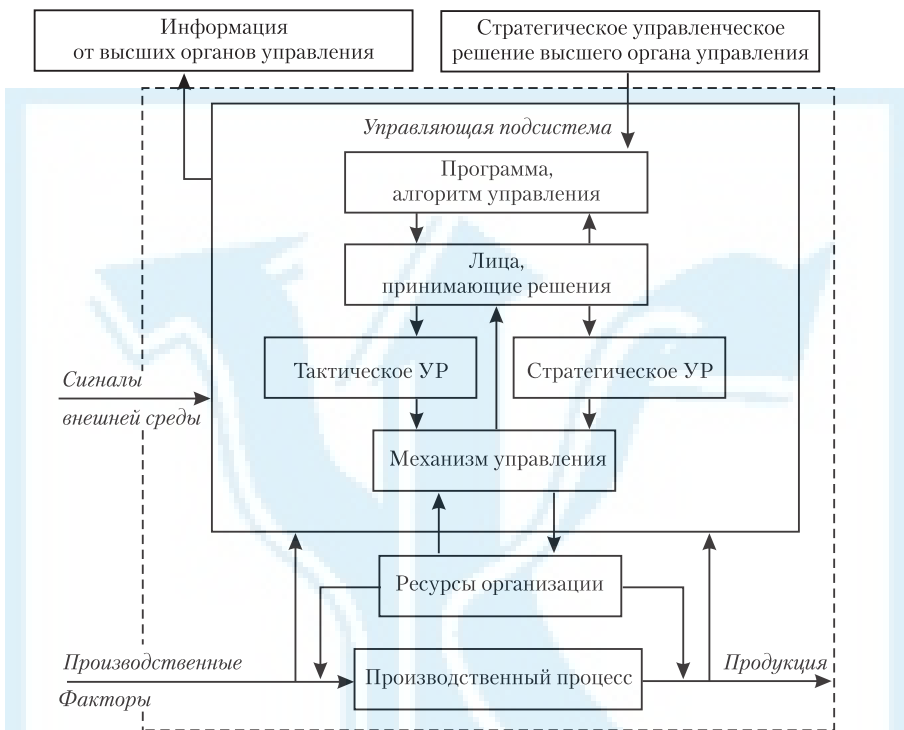 Информация
от высших органов управления
Стратегическое управленческое
решение высшего органа управления
Управляющая подсистема
Программа,
алгоритм управления
Лица,
принимающие решения
Тактическое УР
Стратегическое УР
Сигналы
внешней среды
Механизм управления
Ресурсы организации
Производственные
Факторы
Производственный процесс
Продукция